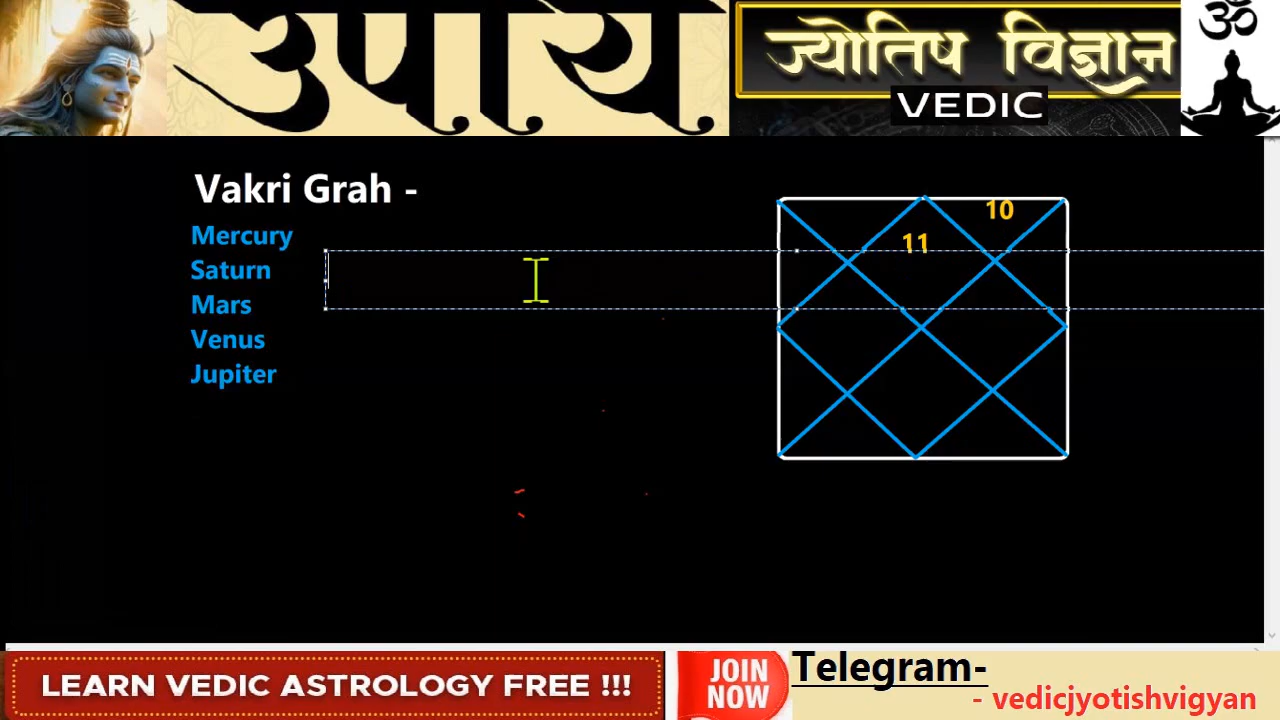 उपाय
ज्योतिष विज्ञान
VEDIC
ॐ
Vakri Grah -
Mercury
Saturn
Mars
Venus
Jupiter
10
11
LEARN VEDIC ASTROLOGY FREE !!!
JOIN
NOW
Telegram-
- vedicjyotishvigyan